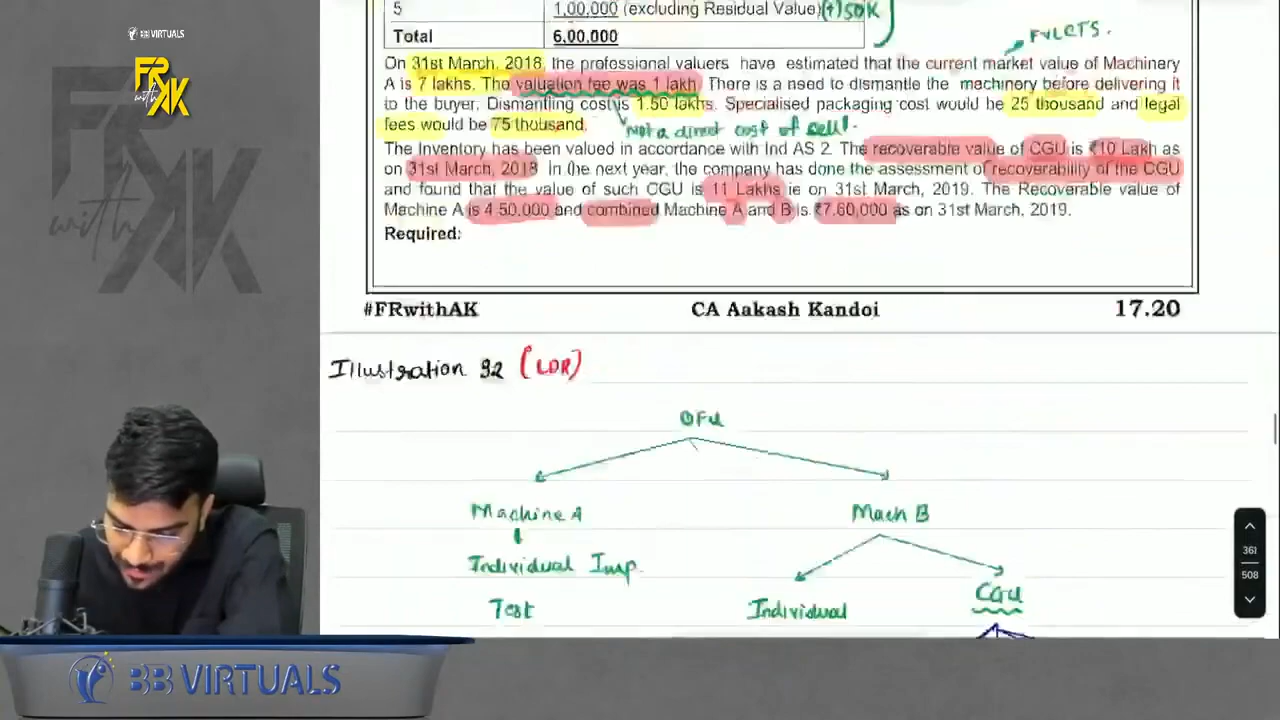 BB VIRTUALS
FR
with
AK
FR
with
AK
5 1,00,000 (excluding Residual Value) (+) 50K
Total 6,00,000
FVLCTS.
On 31st March, 2018, the professional valuers have estimated that the current market value of Machinery
A is 7 lakhs. The valuation fee was 1 lakh There is a need to dismantle the machinery before delivering it
to the buyer. Dismantling cost is 1.50 lakhs. Specialised packaging cost would be 25 thousand and legal
fees would be 75 thousand.
Not a direct cost of sell.
The Inventory has been valued in accordance with Ind AS 2. The recoverable value of CGU is ₹10 Lakh as
on 31st March, 2018 In the next year, the company has done the assessment of recoverability of the CGU
and found that the value of such CGU is 11 Lakhs ie on 31st March, 2019. The Recoverable value of
Machine A is 4,50,000 and combined Machine A and B is ₹7,60,000 as on 31st March, 2019.
Required:
#FRwithAK CA Aakash Kandoi 17.20
Illustration 92 (LDR)
Machine A Mach B
Individual Imp.
Test
Individual CGU
361
508
BB VIRTUALS